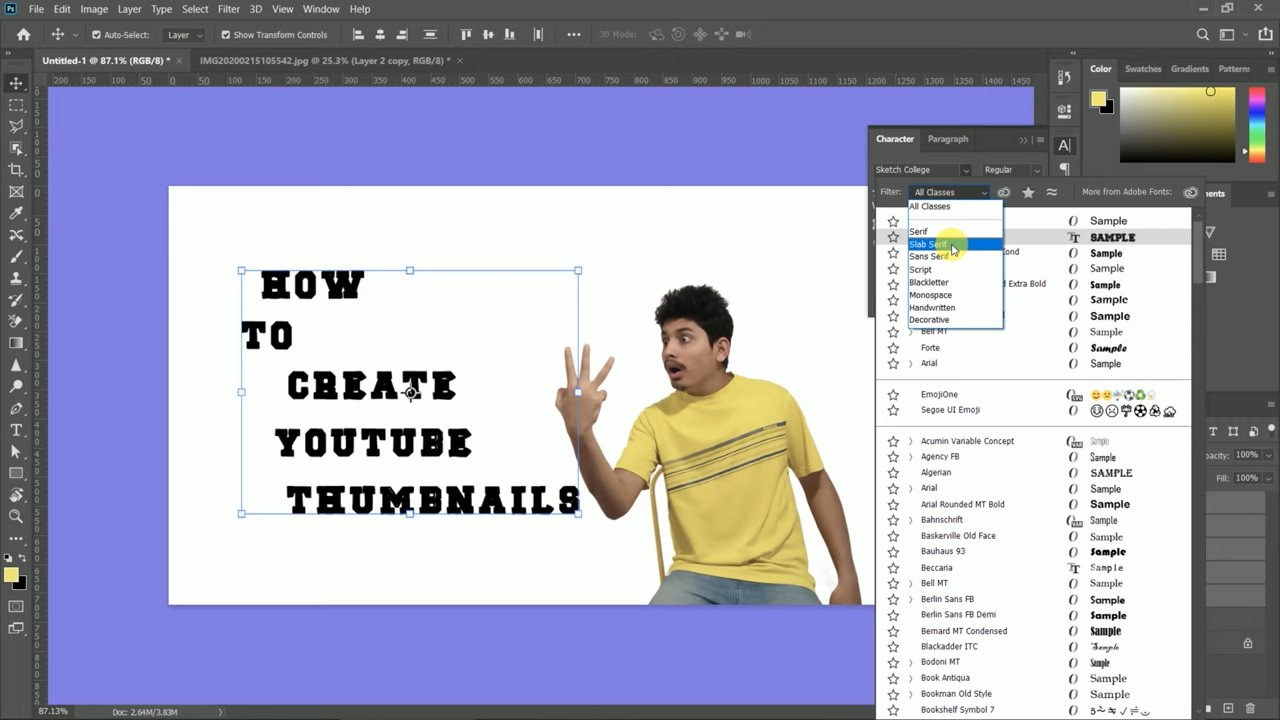 Ps File Edit Image Layer Type Select Filter 3D View Window Help
Auto-Select: Layer Show Transform Controls 3D Mode:
Untitled-1 @ 87.1% (RGB/8) * × IMG20200215105542.jpg @ 25.3% (Layer 2 copy, RGB/8) * ×
Color Swatches Gradients Patterns
Character Paragraph
Sketch College Regular
Filter: All Classes More from Adobe Fonts:
All Classes
Serif
Slab Serif
Sans Serif
Script
Blackletter
Monospace
Handwritten
Decorative
Sample
SAMPLE
Sample
Sample
Sample
Sample
Sample
Bell MT Sample
Forte Sample
Arial Sample
EmojiOne
Segoe UI Emoji
Acumin Variable Concept Sample
Agency FB Sample
Algerian SAMPLE
Arial Sample
Arial Rounded MT Bold Sample
Bahnschrift Sample
Baskerville Old Face Sample
Bauhaus 93 Sample
Beccaria Sample
Bell MT Sample
Berlin Sans FB Sample
Berlin Sans FB Demi Sample
Bernard MT Condensed Sample
Blackadder ITC Sample
Bodoni MT Sample
Book Antiqua Sample
Bookman Old Style Sample
Bookshelf Symbol 7
HOW
TO
CREATE
YOUTUBE
THUMBNAILS
100%
Fill: 100%
87.13% Doc: 2.64M/3.83M